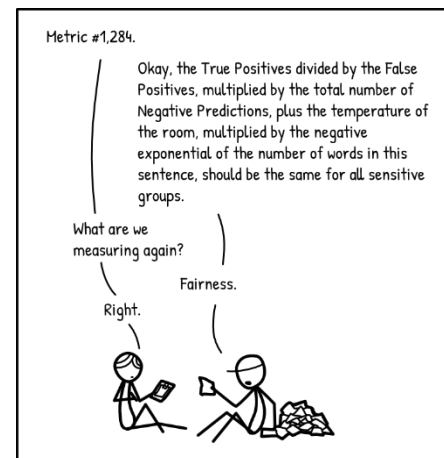 Metric #1,284.
Okay, the True Positives divided by the False
Positives, multiplied by the total number of
Negative Predictions, plus the temperature of
the room, multiplied by the negative
exponential of the number of words in this
sentence, should be the same for all sensitive
groups.
What are we
measuring again?
Fairness.
Right.